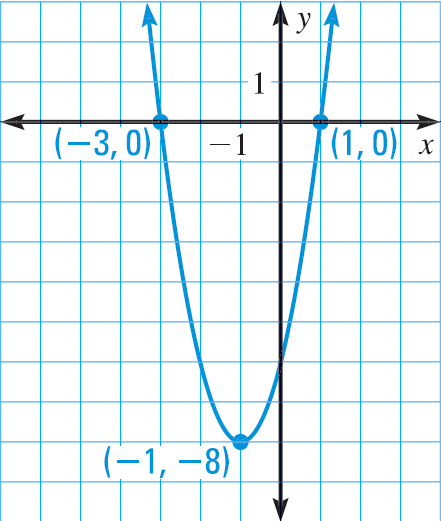 y
1
(−3, 0)
−1
(1, 0)
x
(−1, −8)